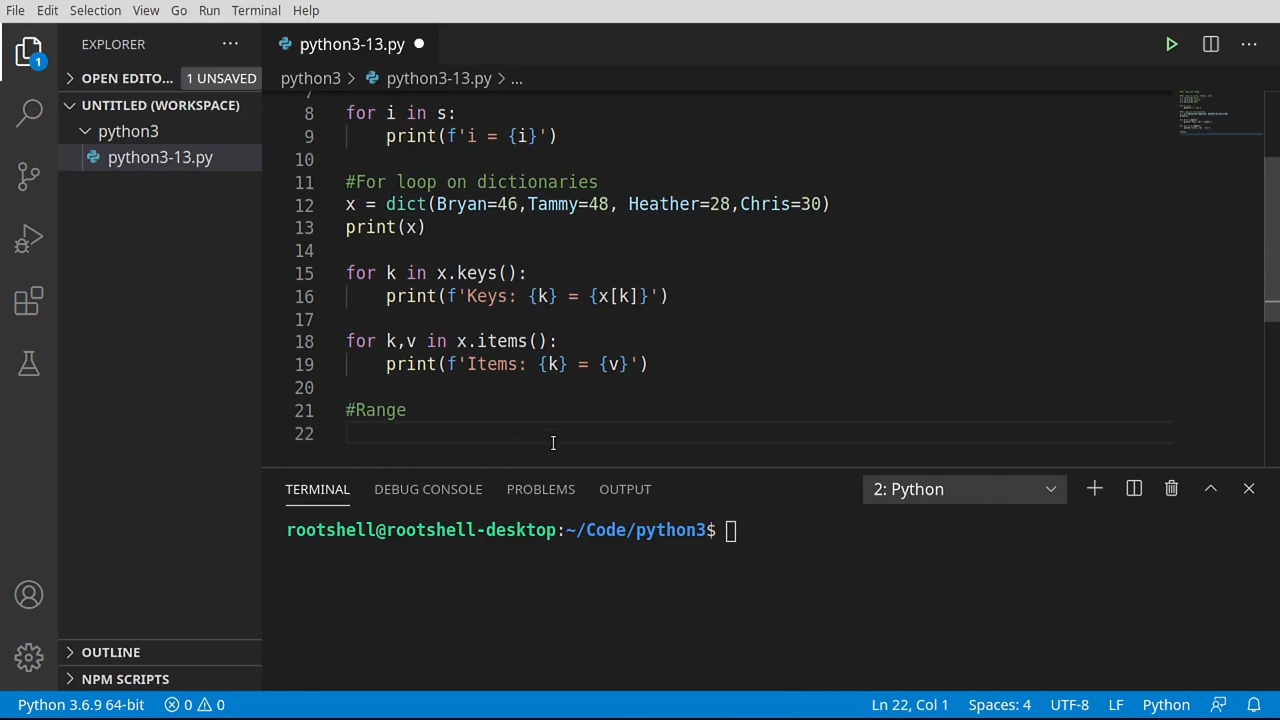 File Edit Selection View Go Run Terminal Help
EXPLORER ...
python3-13.py
OPEN EDITO... 1 UNSAVED
python3 > python3-13.py > ...
UNTITLED (WORKSPACE)
python3
python3-13.py
1
7
8 for i in s:
9 print(f'i = {i}')
10
11 #For loop on dictionaries
12 x = dict(Bryan=46,Tammy=48, Heather=28,Chris=30)
13 print(x)
14
15 for k in x.keys():
16 print(f'Keys: {k} = {x[k]}')
17
18 for k,v in x.items():
19 print(f'Items: {k} = {v}')
20
21 #Range
22
TERMINAL DEBUG CONSOLE PROBLEMS OUTPUT 2: Python
rootshell@rootshell-desktop:~/Code/python3$
OUTLINE
NPM SCRIPTS
Python 3.6.9 64-bit 0 0 Ln 22, Col 1 Spaces: 4 UTF-8 LF Python